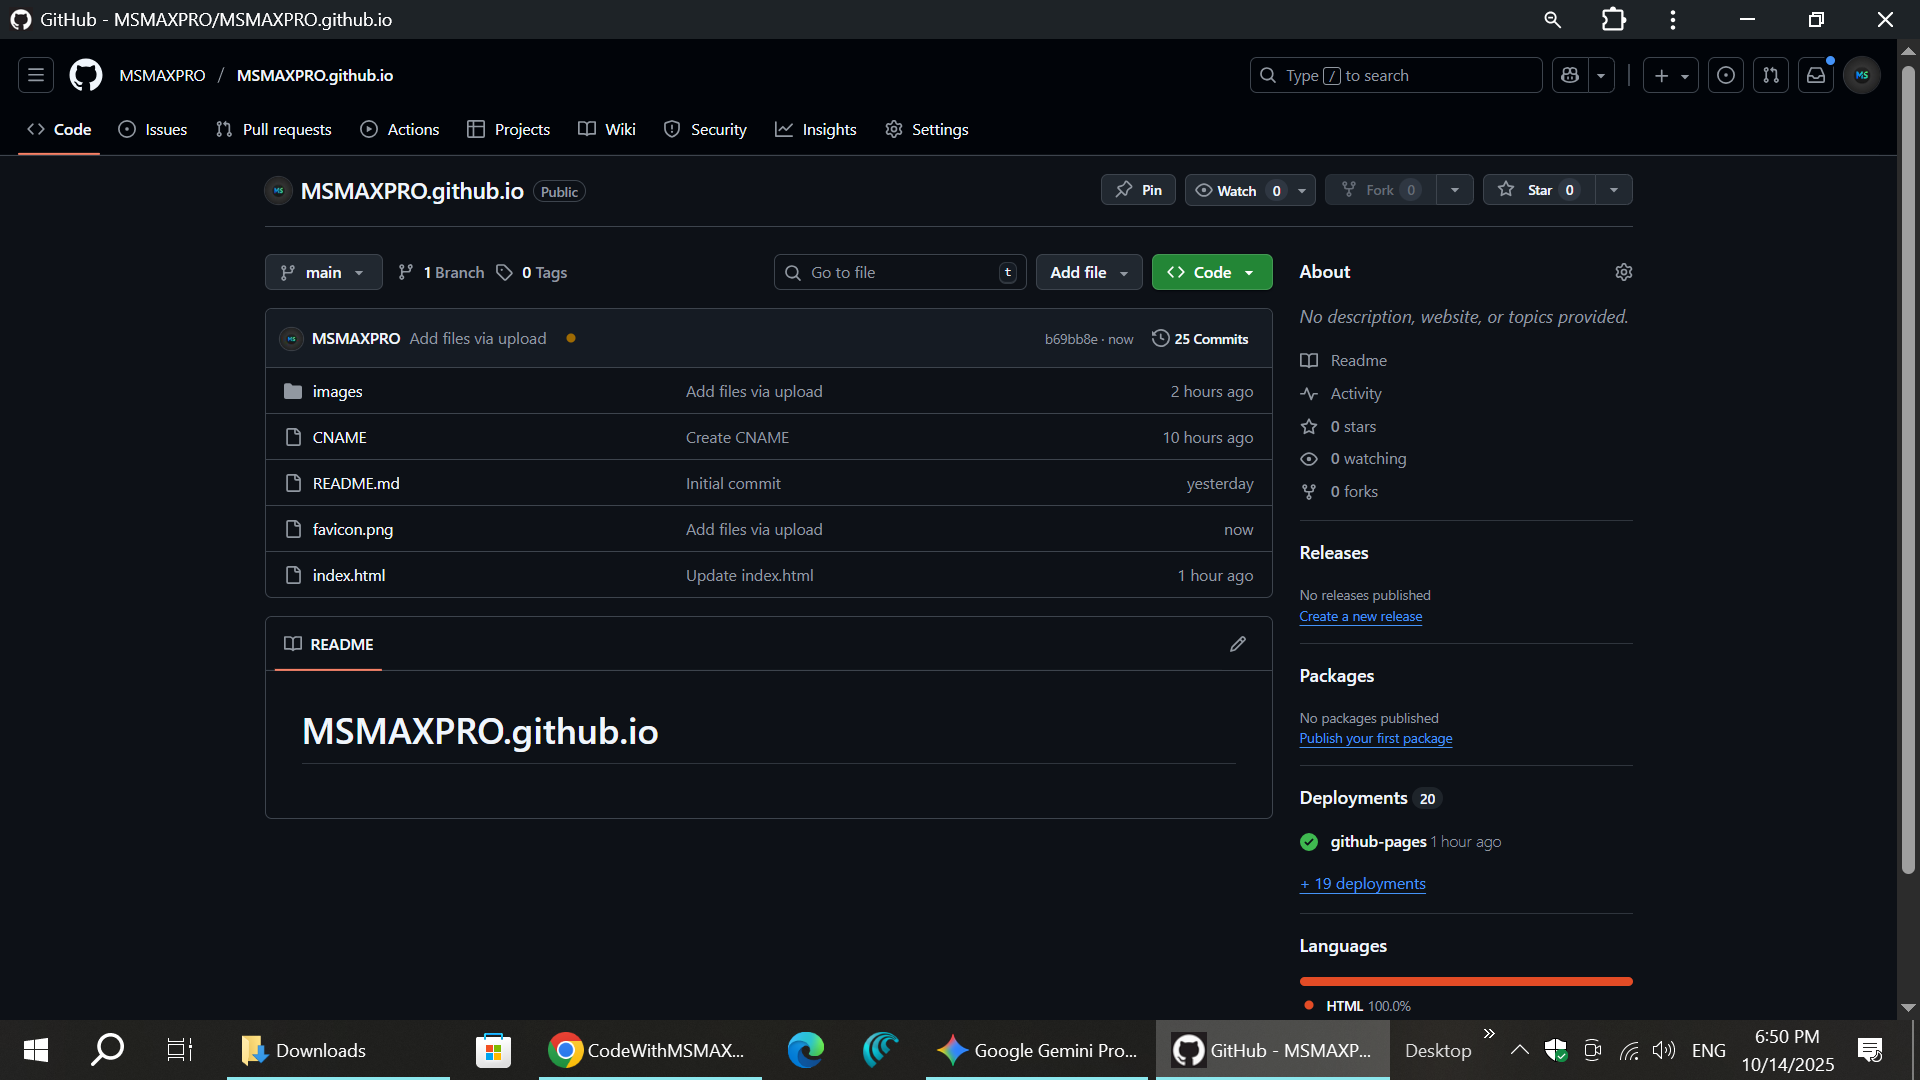 GitHub - MSMAXPRO/MSMAXPRO.github.io
MSMAXPRO / MSMAXPRO.github.io
Type / to search
MS
Code Issues Pull requests Actions Projects Wiki Security Insights Settings
MS MSMAXPRO.github.io Public
Pin Watch 0 Fork 0 Star 0
main 1 Branch 0 Tags
Go to file t Add file Code
MS MSMAXPRO Add files via upload b69bb8e · now 25 Commits
images Add files via upload 2 hours ago
CNAME Create CNAME 10 hours ago
README.md Initial commit yesterday
favicon.png Add files via upload now
index.html Update index.html 1 hour ago
README
MSMAXPRO.github.io
About
No description, website, or topics provided.
Readme
Activity
0 stars
0 watching
0 forks
Releases
No releases published
Create a new release
Packages
No packages published
Publish your first package
Deployments 20
github-pages 1 hour ago
+ 19 deployments
Languages
HTML 100.0%
Downloads CodeWithMSMAX... Google Gemini Pro... GitHub - MSMAXP... Desktop ENG
6:50 PM
10/14/2025